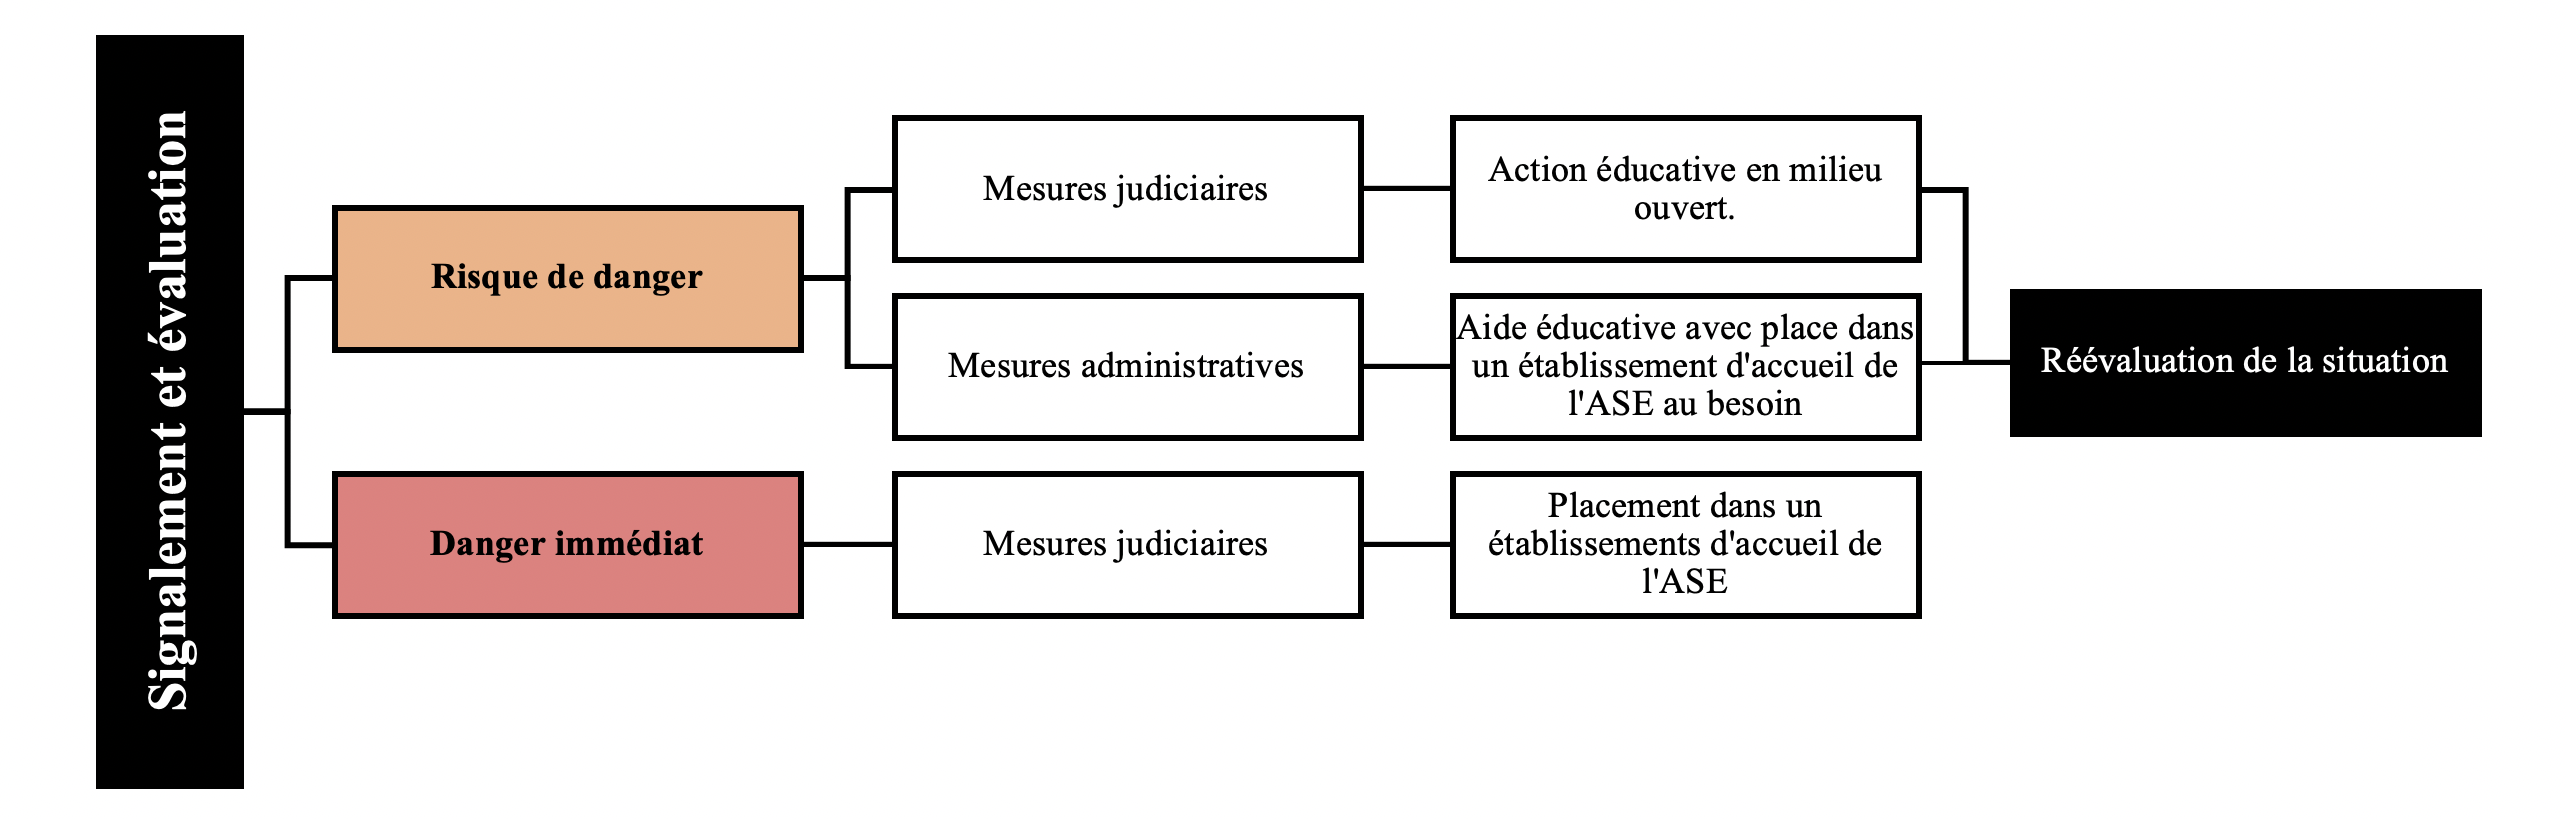 Signalement et évaluation
Risque de danger
Mesures judiciaires
Action éducative en milieu
ouvert.
Mesures administratives
Aide éducative avec place dans
un établissement d'accueil de
l'ASE au besoin
Réévaluation de la situation
Danger immédiat
Mesures judiciaires
Placement dans un
établissements d'accueil de
l'ASE